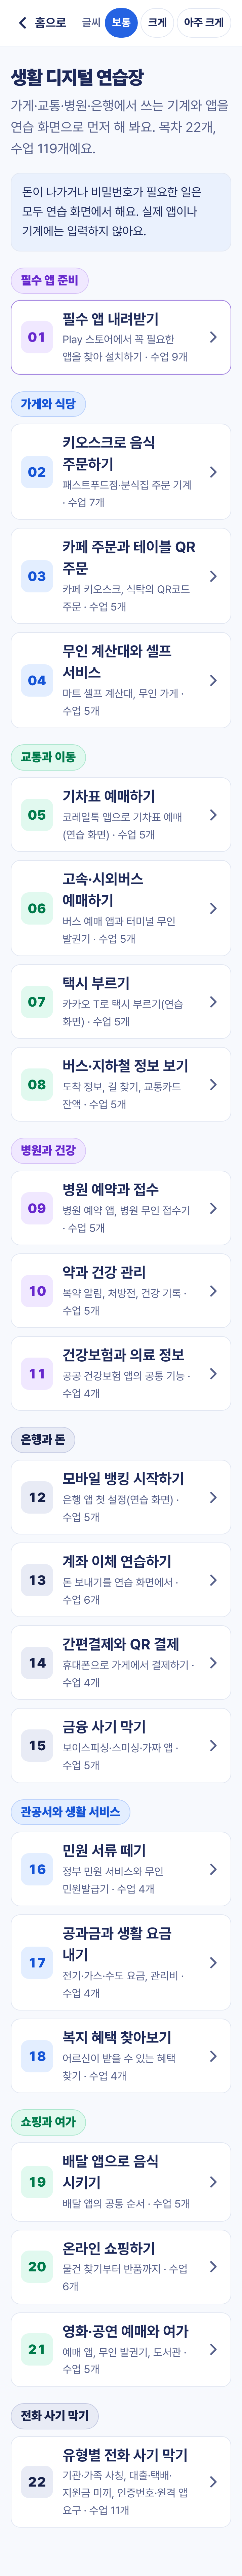 홈으로 글씨 보통 크게 아주 크게
생활 디지털 연습장
가게·교통·병원·은행에서 쓰는 기계와 앱을
연습 화면으로 먼저 해 봐요. 목차 22개,
수업 119개예요.
돈이 나가거나 비밀번호가 필요한 일은
모두 연습 화면에서 해요. 실제 앱이나
기계에는 입력하지 않아요.
필수 앱 준비
01
필수 앱 내려받기
Play 스토어에서 꼭 필요한
앱을 찾아 설치하기 · 수업 9개
가게와 식당
02
키오스크로 음식
주문하기
패스트푸드점·분식집 주문 기계
· 수업 7개
03
카페 주문과 테이블 QR
주문
카페 키오스크, 식탁의 QR코드
주문 · 수업 5개
04
무인 계산대와 셀프
서비스
마트 셀프 계산대, 무인 가게 ·
수업 5개
교통과 이동
05
기차표 예매하기
코레일톡 앱으로 기차표 예매
(연습 화면) · 수업 5개
06
고속·시외버스
예매하기
버스 예매 앱과 터미널 무인
발권기 · 수업 5개
07
택시 부르기
카카오 T로 택시 부르기(연습
화면) · 수업 5개
08
버스·지하철 정보 보기
도착 정보, 길 찾기, 교통카드
잔액 · 수업 5개
병원과 건강
09
병원 예약과 접수
병원 예약 앱, 병원 무인 접수기
· 수업 5개
10
약과 건강 관리
복약 알림, 처방전, 건강 기록 ·
수업 5개
11
건강보험과 의료 정보
공공 건강보험 앱의 공통 기능 ·
수업 4개
은행과 돈
12
모바일 뱅킹 시작하기
은행 앱 첫 설정(연습 화면) ·
수업 5개
13
계좌 이체 연습하기
돈 보내기를 연습 화면에서 ·
수업 6개
14
간편결제와 QR 결제
휴대폰으로 가게에서 결제하기 ·
수업 4개
15
금융 사기 막기
보이스피싱·스미싱·가짜 앱 ·
수업 5개
관공서와 생활 서비스
16
민원 서류 떼기
정부 민원 서비스와 무인
민원발급기 · 수업 4개
17
공과금과 생활 요금
내기
전기·가스·수도 요금, 관리비 ·
수업 4개
18
복지 혜택 찾아보기
어르신이 받을 수 있는 혜택
찾기 · 수업 4개
쇼핑과 여가
19
배달 앱으로 음식
시키기
배달 앱의 공통 순서 · 수업 5개
20
온라인 쇼핑하기
물건 찾기부터 반품까지 · 수업
6개
21
영화·공연 예매와 여가
예매 앱, 무인 발권기, 도서관 ·
수업 5개
전화 사기 막기
22
유형별 전화 사기 막기
기관·가족 사칭, 대출·택배·
지원금 미끼, 인증번호·원격 앱
요구 · 수업 11개